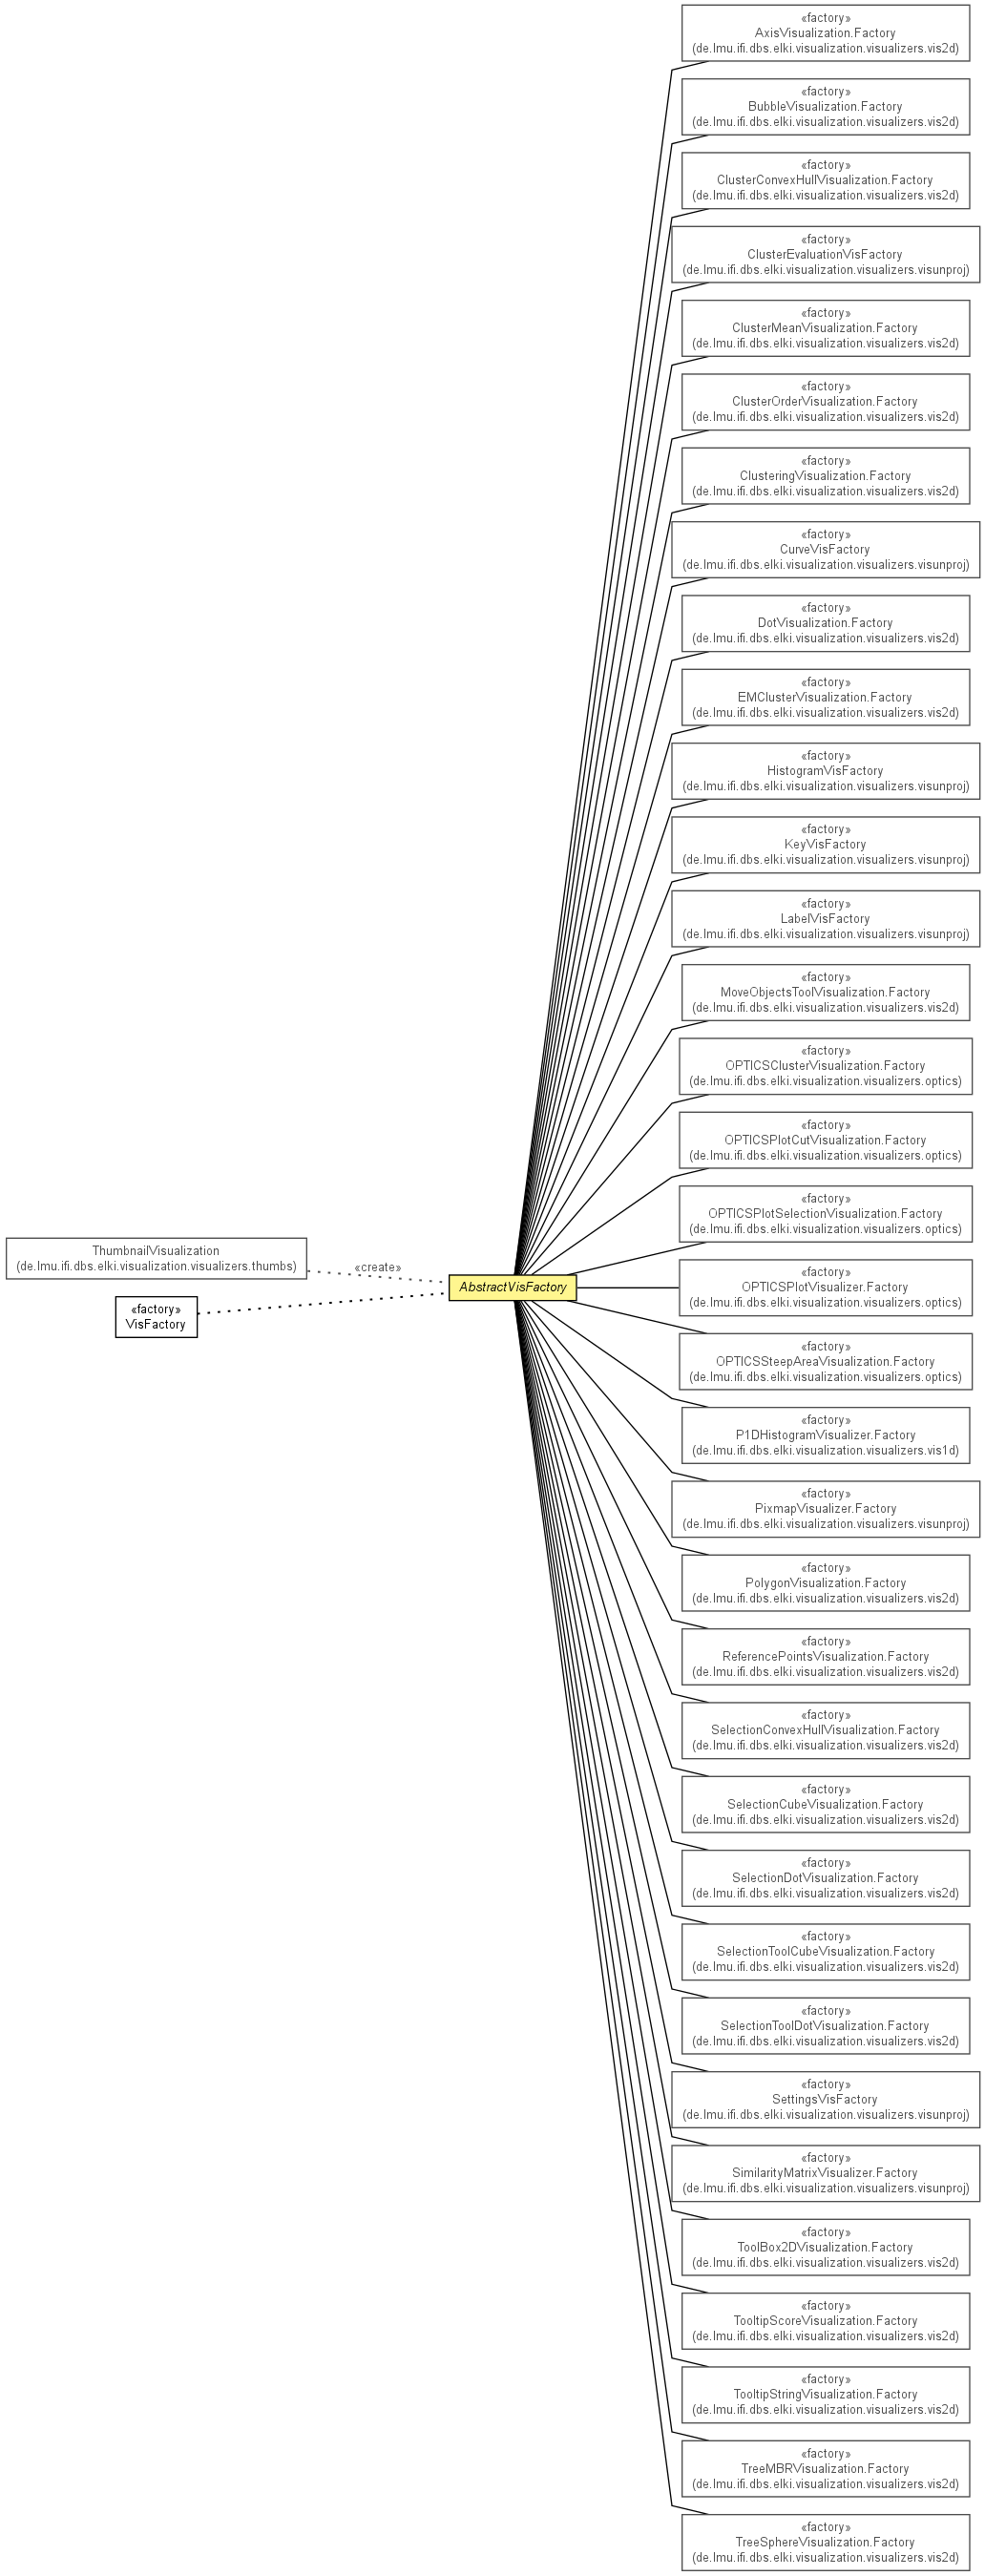 «factory»
AxisVisualization.Factory
(de.lmu.ifi.dbs.elki.visualization.visualizers.vis2d)
«factory»
BubbleVisualization.Factory
(de.lmu.ifi.dbs.elki.visualization.visualizers.vis2d)
«factory»
ClusterConvexHullVisualization.Factory
(de.lmu.ifi.dbs.elki.visualization.visualizers.vis2d)
«factory»
ClusterEvaluationVisFactory
(de.lmu.ifi.dbs.elki.visualization.visualizers.visunproj)
«factory»
ClusterMeanVisualization.Factory
(de.lmu.ifi.dbs.elki.visualization.visualizers.vis2d)
«factory»
ClusterOrderVisualization.Factory
(de.lmu.ifi.dbs.elki.visualization.visualizers.vis2d)
«factory»
ClusteringVisualization.Factory
(de.lmu.ifi.dbs.elki.visualization.visualizers.vis2d)
«factory»
CurveVisFactory
(de.lmu.ifi.dbs.elki.visualization.visualizers.visunproj)
«factory»
DotVisualization.Factory
(de.lmu.ifi.dbs.elki.visualization.visualizers.vis2d)
«factory»
EMClusterVisualization.Factory
(de.lmu.ifi.dbs.elki.visualization.visualizers.vis2d)
«factory»
HistogramVisFactory
(de.lmu.ifi.dbs.elki.visualization.visualizers.visunproj)
«factory»
KeyVisFactory
(de.lmu.ifi.dbs.elki.visualization.visualizers.visunproj)
«factory»
LabelVisFactory
(de.lmu.ifi.dbs.elki.visualization.visualizers.visunproj)
«factory»
MoveObjectsToolVisualization.Factory
(de.lmu.ifi.dbs.elki.visualization.visualizers.vis2d)
«factory»
OPTICSClusterVisualization.Factory
(de.lmu.ifi.dbs.elki.visualization.visualizers.optics)
«factory»
OPTICSPlotCutVisualization.Factory
(de.lmu.ifi.dbs.elki.visualization.visualizers.optics)
«factory»
OPTICSPlotSelectionVisualization.Factory
(de.lmu.ifi.dbs.elki.visualization.visualizers.optics)
ThumbnailVisualization
(de.lmu.ifi.dbs.elki.visualization.visualizers.thumbs)
«create»
«factory»
VisFactory
AbstractVisFactory
«factory»
OPTICSPlotVisualizer.Factory
(de.lmu.ifi.dbs.elki.visualization.visualizers.optics)
«factory»
OPTICSSteepAreaVisualization.Factory
(de.lmu.ifi.dbs.elki.visualization.visualizers.optics)
«factory»
P1DHistogramVisualizer.Factory
(de.lmu.ifi.dbs.elki.visualization.visualizers.vis1d)
«factory»
PixmapVisualizer.Factory
(de.lmu.ifi.dbs.elki.visualization.visualizers.visunproj)
«factory»
PolygonVisualization.Factory
(de.lmu.ifi.dbs.elki.visualization.visualizers.vis2d)
«factory»
ReferencePointsVisualization.Factory
(de.lmu.ifi.dbs.elki.visualization.visualizers.vis2d)
«factory»
SelectionConvexHullVisualization.Factory
(de.lmu.ifi.dbs.elki.visualization.visualizers.vis2d)
«factory»
SelectionCubeVisualization.Factory
(de.lmu.ifi.dbs.elki.visualization.visualizers.vis2d)
«factory»
SelectionDotVisualization.Factory
(de.lmu.ifi.dbs.elki.visualization.visualizers.vis2d)
«factory»
SelectionToolCubeVisualization.Factory
(de.lmu.ifi.dbs.elki.visualization.visualizers.vis2d)
«factory»
SelectionToolDotVisualization.Factory
(de.lmu.ifi.dbs.elki.visualization.visualizers.vis2d)
«factory»
SettingsVisFactory
(de.lmu.ifi.dbs.elki.visualization.visualizers.visunproj)
«factory»
SimilarityMatrixVisualizer.Factory
(de.lmu.ifi.dbs.elki.visualization.visualizers.visunproj)
«factory»
ToolBox2DVisualization.Factory
(de.lmu.ifi.dbs.elki.visualization.visualizers.vis2d)
«factory»
TooltipScoreVisualization.Factory
(de.lmu.ifi.dbs.elki.visualization.visualizers.vis2d)
«factory»
TooltipStringVisualization.Factory
(de.lmu.ifi.dbs.elki.visualization.visualizers.vis2d)
«factory»
TreeMBRVisualization.Factory
(de.lmu.ifi.dbs.elki.visualization.visualizers.vis2d)
«factory»
TreeSphereVisualization.Factory
(de.lmu.ifi.dbs.elki.visualization.visualizers.vis2d)